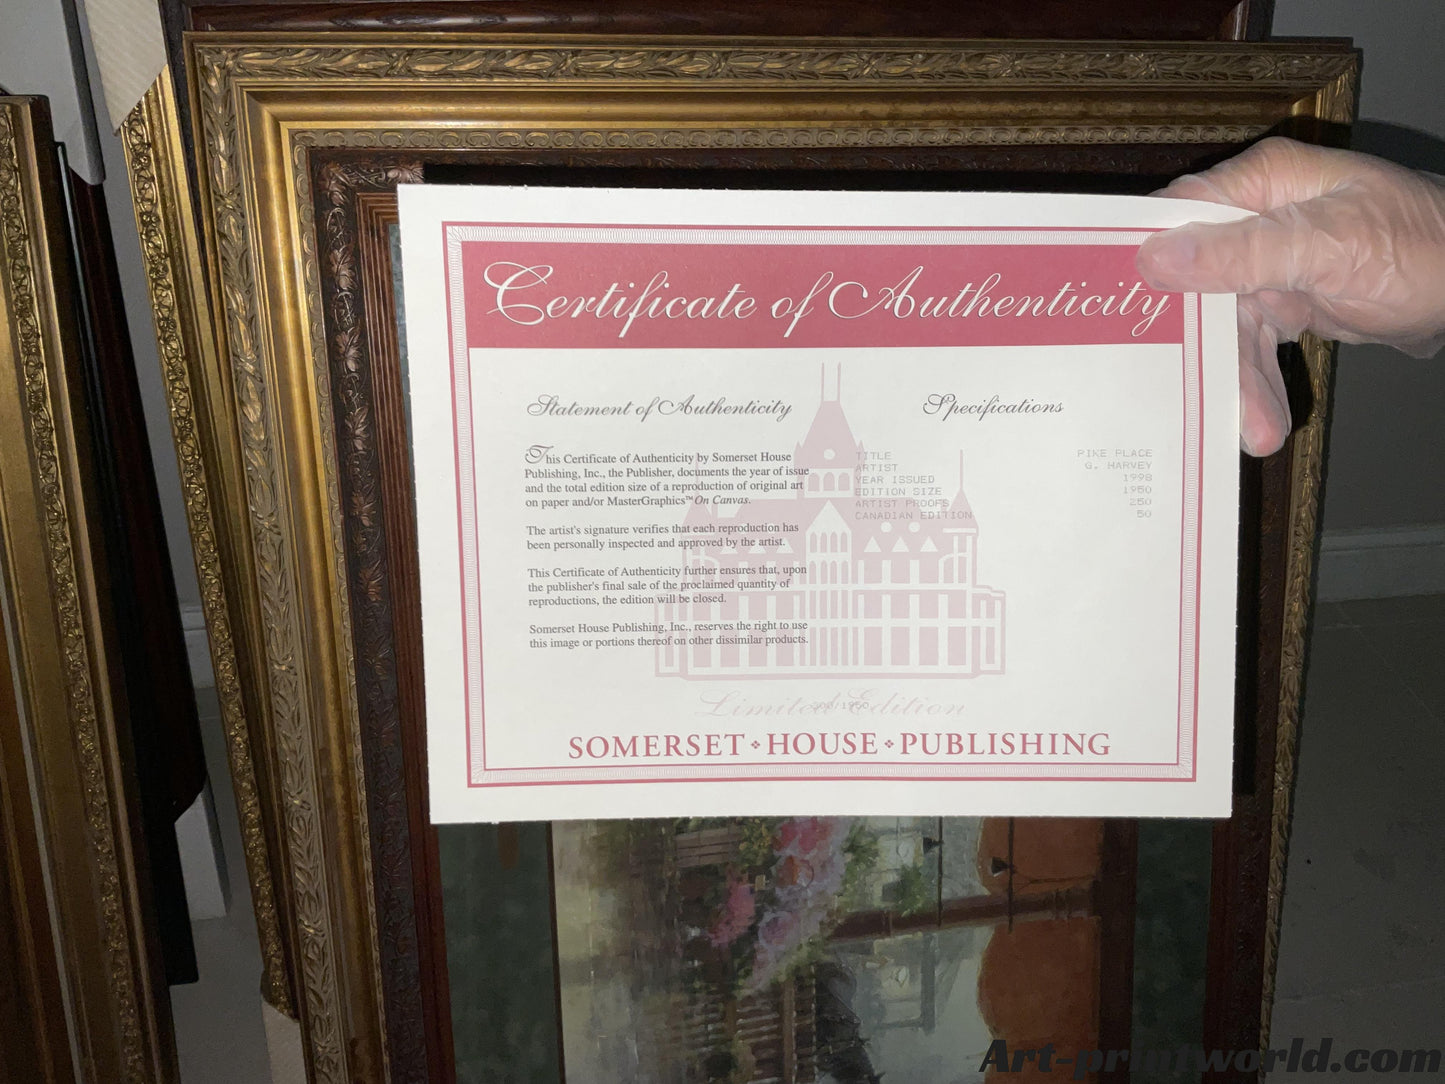 Certificate of Authenticity
Statement of Authenticity
This Certificate of Authenticity by Somerset House
Publishing, Inc., the Publisher, documents the year of issue
and the total edition size of a reproduction of original art
on paper and/or MasterGraphics™ On Canvas.
The artist's signature verifies that each reproduction has
been personally inspected and approved by the artist.
This Certificate of Authenticity further ensures that, upon
the publisher's final sale of the proclaimed quantity of
reproductions, the edition will be closed.
Somerset House Publishing, Inc., reserves the right to use
this image or portions thereof on other dissimilar products.
Specifications
TITLE PIKE PLACE
ARTIST G. HARVEY
YEAR ISSUED 1998
EDITION SIZE 1950
ARTIST PROOFS 250
CANADIAN EDITION 50
Limited Edition
SOMERSET❖HOUSE❖PUBLISHING
Art-printworld.com